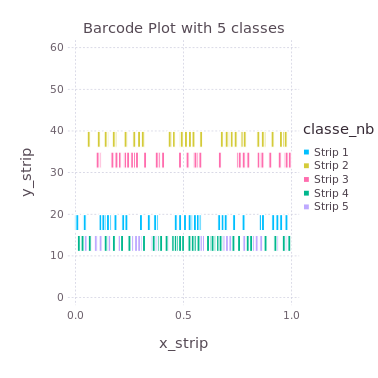 Barcode Plot with 5 classes
60
50
40
30
20
10
0
y_strip
0.0
0.5
1.0
x_strip
classe_nb
Strip 1
Strip 2
Strip 3
Strip 4
Strip 5